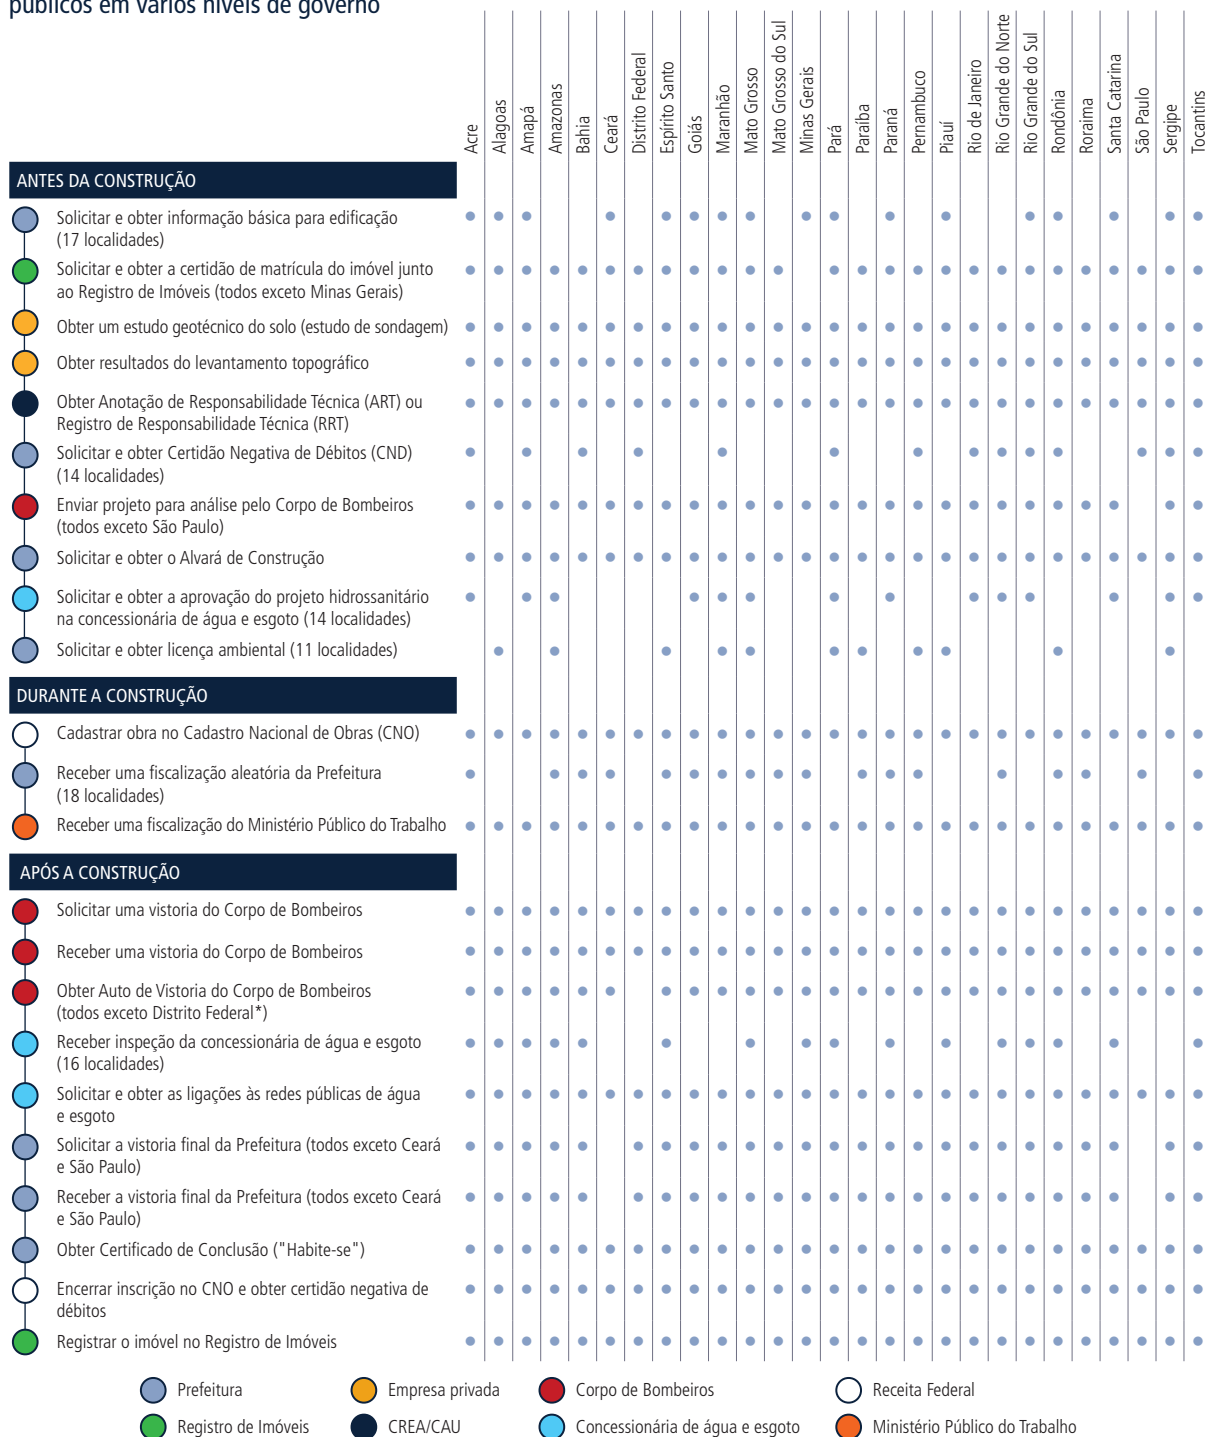 públicos em vários níveis de governo
Acre
Alagoas
Amapá
Amazonas
Bahia
Ceará
Distrito Federal
Espírito Santo
Goiás
Maranhão
Mato Grosso
Mato Grosso do Sul
Minas Gerais
Pará
Paraíba
Paraná
Pernambuco
Piauí
Rio de Janeiro
Rio Grande do Norte
Rio Grande do Sul
Rondônia
Roraima
Santa Catarina
São Paulo
Sergipe
Tocantins
ANTES DA CONSTRUÇÃO
Solicitar e obter informação básica para edificação
(17 localidades)
Solicitar e obter a certidão de matrícula do imóvel junto
ao Registro de Imóveis (todos exceto Minas Gerais)
Obter um estudo geotécnico do solo (estudo de sondagem)
Obter resultados do levantamento topográfico
Obter Anotação de Responsabilidade Técnica (ART) ou
Registro de Responsabilidade Técnica (RRT)
Solicitar e obter Certidão Negativa de Débitos (CND)
(14 localidades)
Enviar projeto para análise pelo Corpo de Bombeiros
(todos exceto São Paulo)
Solicitar e obter o Alvará de Construção
Solicitar e obter a aprovação do projeto hidrossanitário
na concessionária de água e esgoto (14 localidades)
Solicitar e obter licença ambiental (11 localidades)
DURANTE A CONSTRUÇÃO
Cadastrar obra no Cadastro Nacional de Obras (CNO)
Receber uma fiscalização aleatória da Prefeitura
(18 localidades)
Receber uma fiscalização do Ministério Público do Trabalho
APÓS A CONSTRUÇÃO
Solicitar uma vistoria do Corpo de Bombeiros
Receber uma vistoria do Corpo de Bombeiros
Obter Auto de Vistoria do Corpo de Bombeiros
(todos exceto Distrito Federal*)
Receber inspeção da concessionária de água e esgoto
(16 localidades)
Solicitar e obter as ligações às redes públicas de água
e esgoto
Solicitar a vistoria final da Prefeitura (todos exceto Ceará
e São Paulo)
Receber a vistoria final da Prefeitura (todos exceto Ceará
e São Paulo)
Obter Certificado de Conclusão ("Habite-se")
Encerrar inscrição no CNO e obter certidão negativa de
débitos
Registrar o imóvel no Registro de Imóveis
Prefeitura
Empresa privada
Corpo de Bombeiros
Receita Federal
Registro de Imóveis
CREA/CAU
Concessionária de água e esgoto
Ministério Público do Trabalho